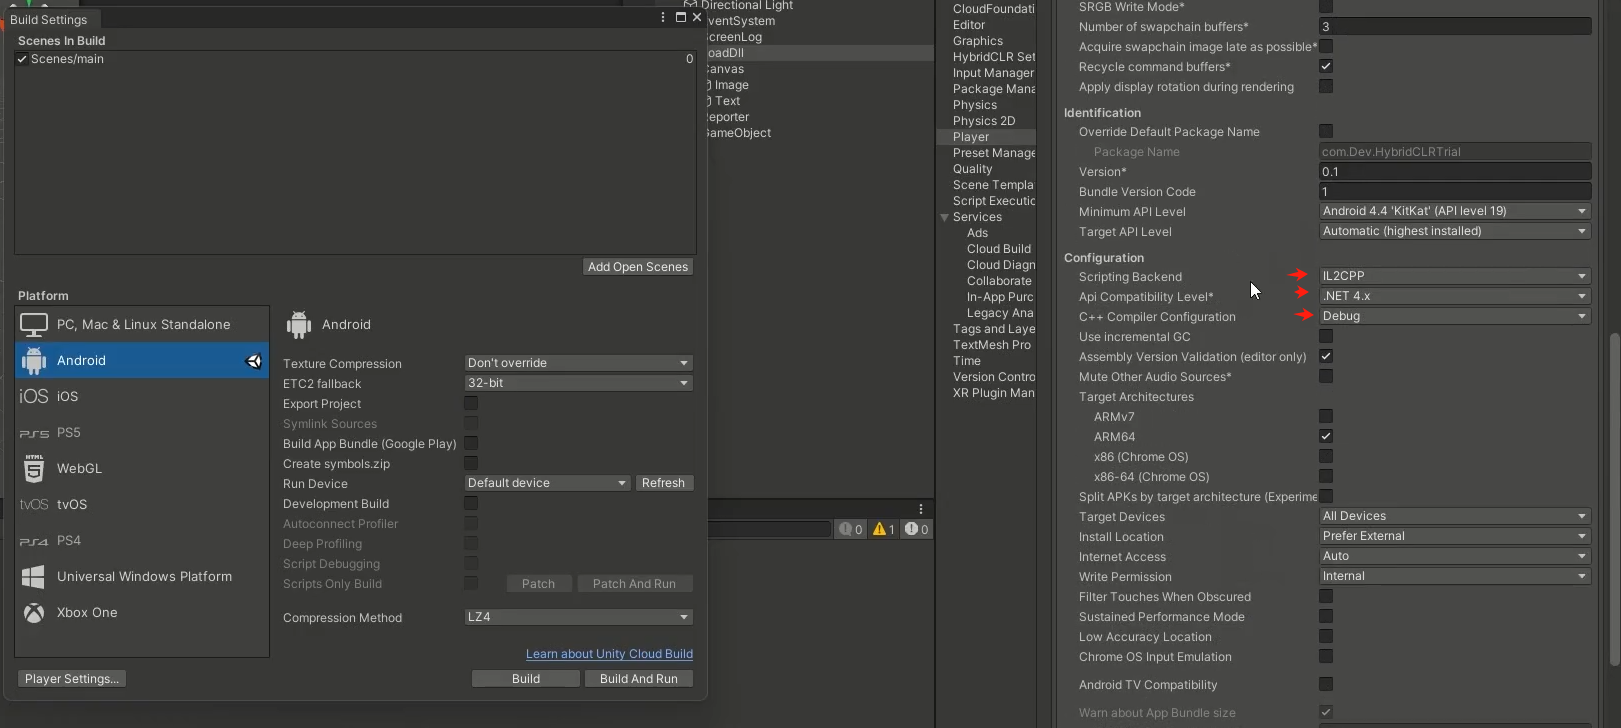 Build Settings
Scenes In Build
Scenes/main
0
Add Open Scenes
Platform
PC, Mac & Linux Standalone
Android
iOS iOS
PS5
HTML
5
WebGL
tvOS tvOS
PS4 PS4
Universal Windows Platform
Xbox One
Android
Texture Compression
Don't override
ETC2 fallback
32-bit
Export Project
Symlink Sources
Build App Bundle (Google Play)
Create symbols.zip
Run Device
Default device
Refresh
Development Build
Autoconnect Profiler
Deep Profiling
Script Debugging
Scripts Only Build
Patch
Patch And Run
Compression Method
LZ4
Learn about Unity Cloud Build
Player Settings...
Build
Build And Run
Directional Light
ventSystem
creenLog
oadDll
Canvas
Image
Text
eporter
GameObject
0
1
0
CloudFoundati
Editor
Graphics
HybridCLR Set
Input Manager
Package Mana
Physics
Physics 2D
Player
Preset Manage
Quality
Scene Templa
Script Executio
Services
Ads
Cloud Build
Cloud Diagn
Collaborate
In-App Purc
Legacy Ana
Tags and Laye
TextMesh Pro
Time
Version Contro
XR Plugin Man
SRGB Write Mode*
Number of swapchain buffers*
3
Acquire swapchain image late as possible*
Recycle command buffers*
Apply display rotation during rendering
Identification
Override Default Package Name
Package Name
com.Dev.HybridCLRTrial
Version*
0.1
Bundle Version Code
1
Minimum API Level
Android 4.4 'KitKat' (API level 19)
Target API Level
Automatic (highest installed)
Configuration
Scripting Backend
IL2CPP
Api Compatibility Level*
.NET 4.x
C++ Compiler Configuration
Debug
Use incremental GC
Assembly Version Validation (editor only)
Mute Other Audio Sources*
Target Architectures
ARMv7
ARM64
x86 (Chrome OS)
x86-64 (Chrome OS)
Split APKs by target architecture (Experime
Target Devices
All Devices
Install Location
Prefer External
Internet Access
Auto
Write Permission
Internal
Filter Touches When Obscured
Sustained Performance Mode
Low Accuracy Location
Chrome OS Input Emulation
Android TV Compatibility
Warn about App Bundle size